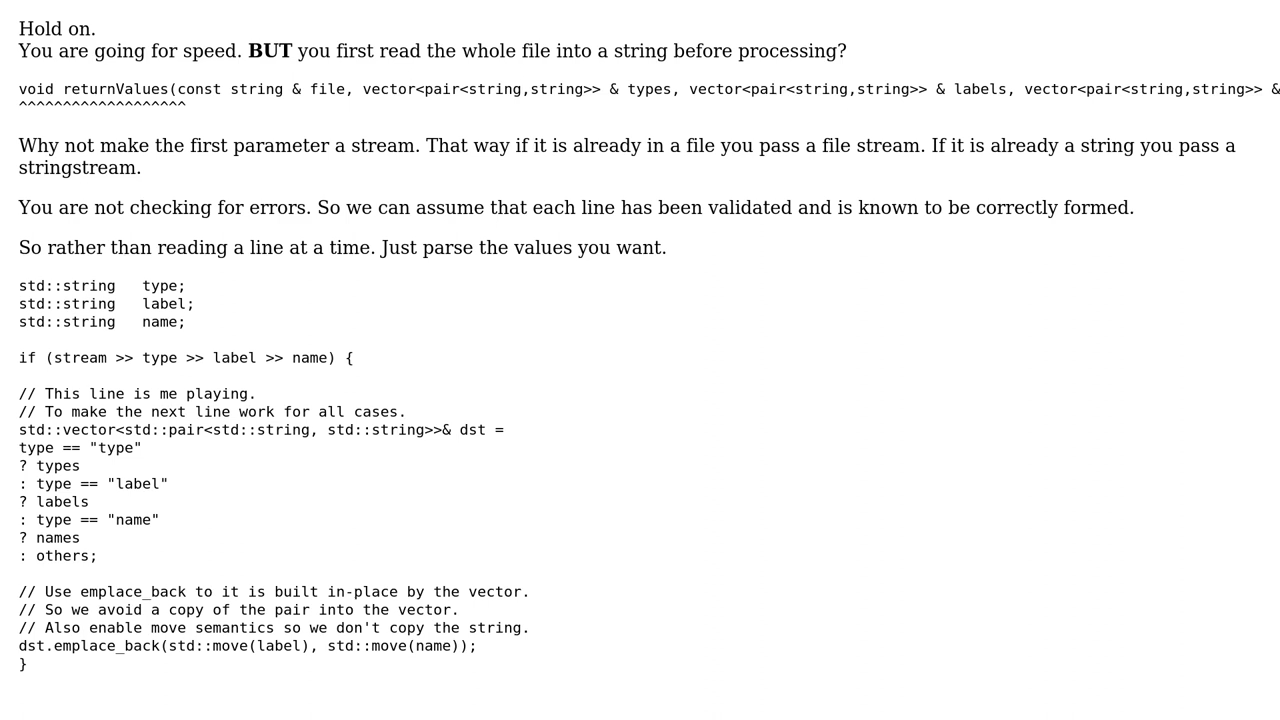 Hold on.
You are going for speed. BUT you first read the whole file into a string before processing?
void returnValues(const string & file, vector<pair<string,string>> & types, vector<pair<string,string>> & labels, vector<pair<string,string>> &
^^^^^^^^^^^^^^^^^^^
Why not make the first parameter a stream. That way if it is already in a file you pass a file stream. If it is already a string you pass a
stringstream.
You are not checking for errors. So we can assume that each line has been validated and is known to be correctly formed.
So rather than reading a line at a time. Just parse the values you want.
std::string   type;
std::string   label;
std::string   name;
if (stream >> type >> label >> name) {
// This line is me playing.
// To make the next line work for all cases.
std::vector<std::pair<std::string, std::string>>& dst =
type == "type"
? types
: type == "label"
? labels
: type == "name"
? names
: others;
// Use emplace_back to it is built in-place by the vector.
// So we avoid a copy of the pair into the vector.
// Also enable move semantics so we don't copy the string.
dst.emplace_back(std::move(label), std::move(name));
}